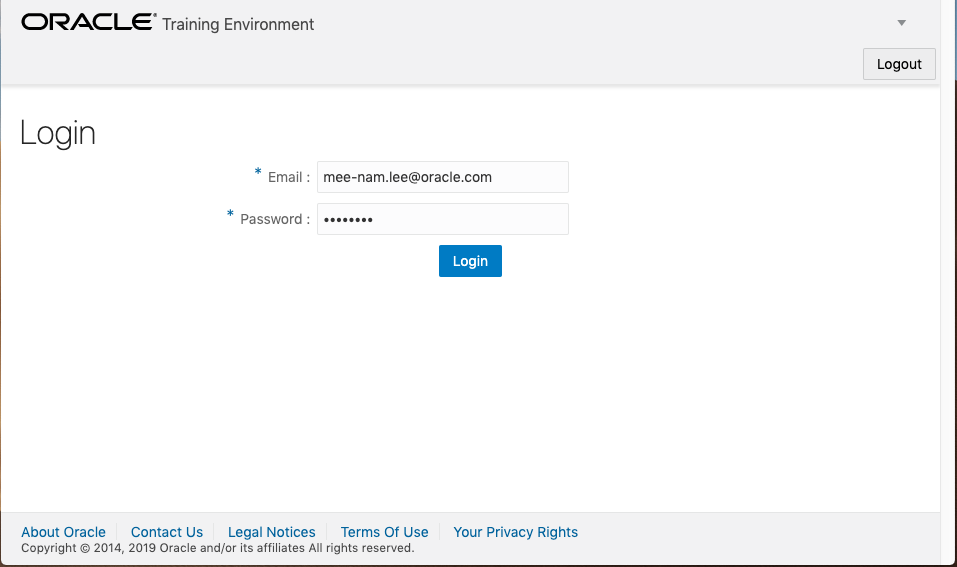 ORACLE® Training Environment
Logout
Login
* Email : mee-nam.lee@oracle.com
* Password : ••••••••
Login
About Oracle Contact Us Legal Notices Terms Of Use Your Privacy Rights
Copyright © 2014, 2019 Oracle and/or its affiliates All rights reserved.